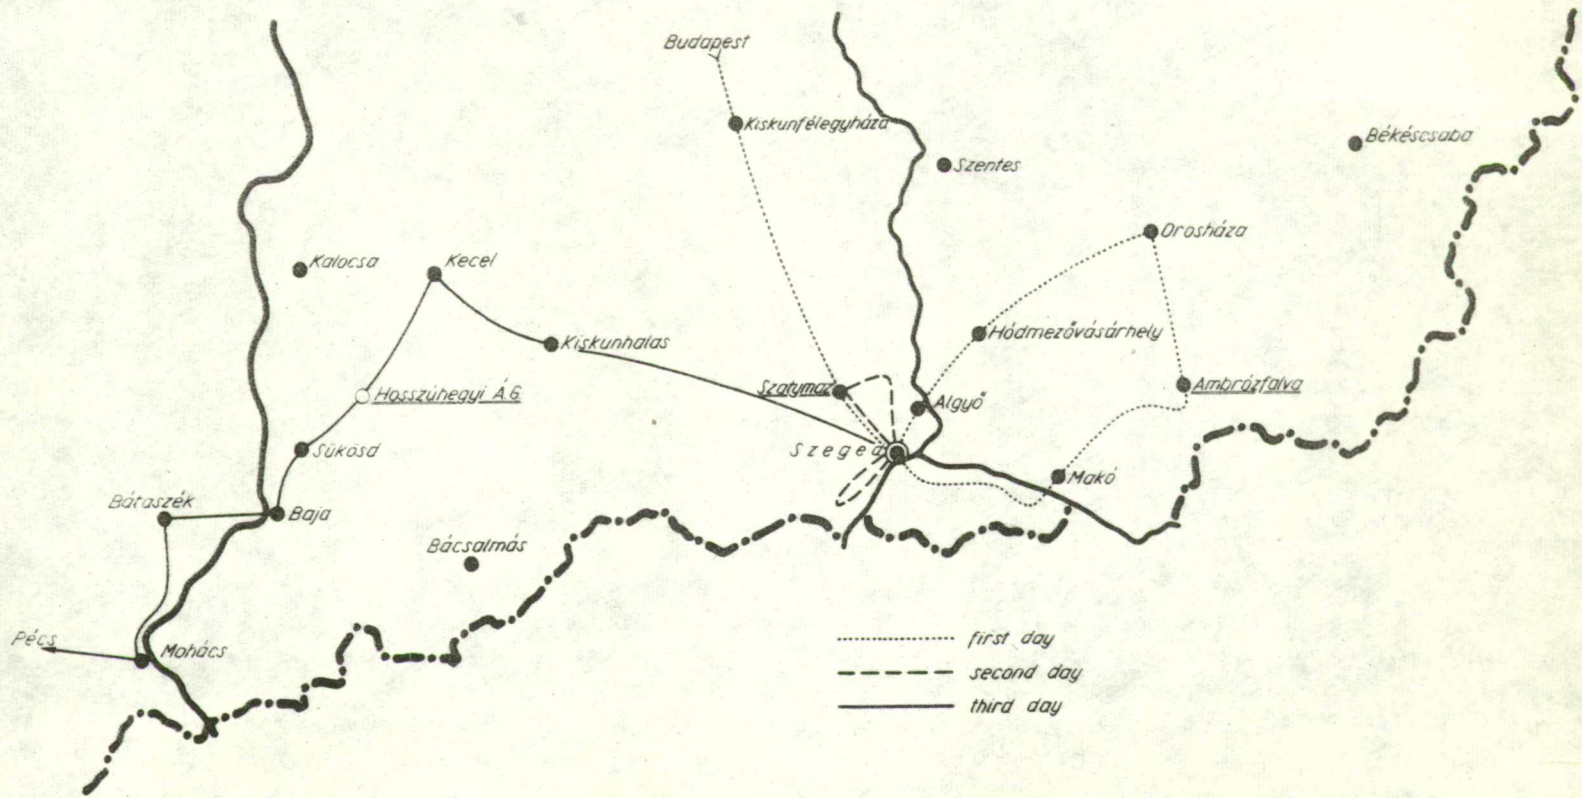 Budapest
Kiskunfélegyháza
Békéscsaba
Szentes
Orosháza
Kalocsa
Kecel
Hódmezővásárhely
Kiskunhalas
Szatymaz
Ambrózfalva
Hosszúhegyi Á.G.
Algyő
Sükösd
Szeged
Makó
Bátaszék
Baja
Bácsalmás
Pécs
Mohács
first day
second day
third day